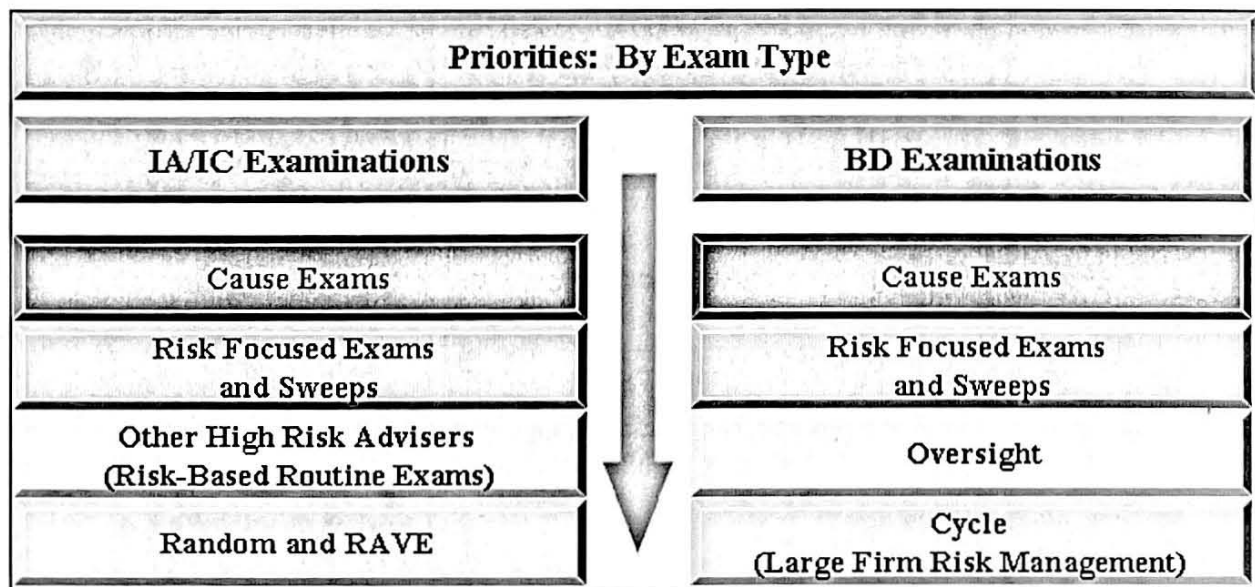 Priorities: By Exam Type
IA/IC Examinations
BD Examinations
Cause Exams
Cause Exams
Risk Focused Exams
and Sweeps
Risk Focused Exams
and Sweeps
Other High Risk Advisers
(Risk-Based Routine Exams)
Oversight
Random and RAVE
Cycle
(Large Firm Risk Management)